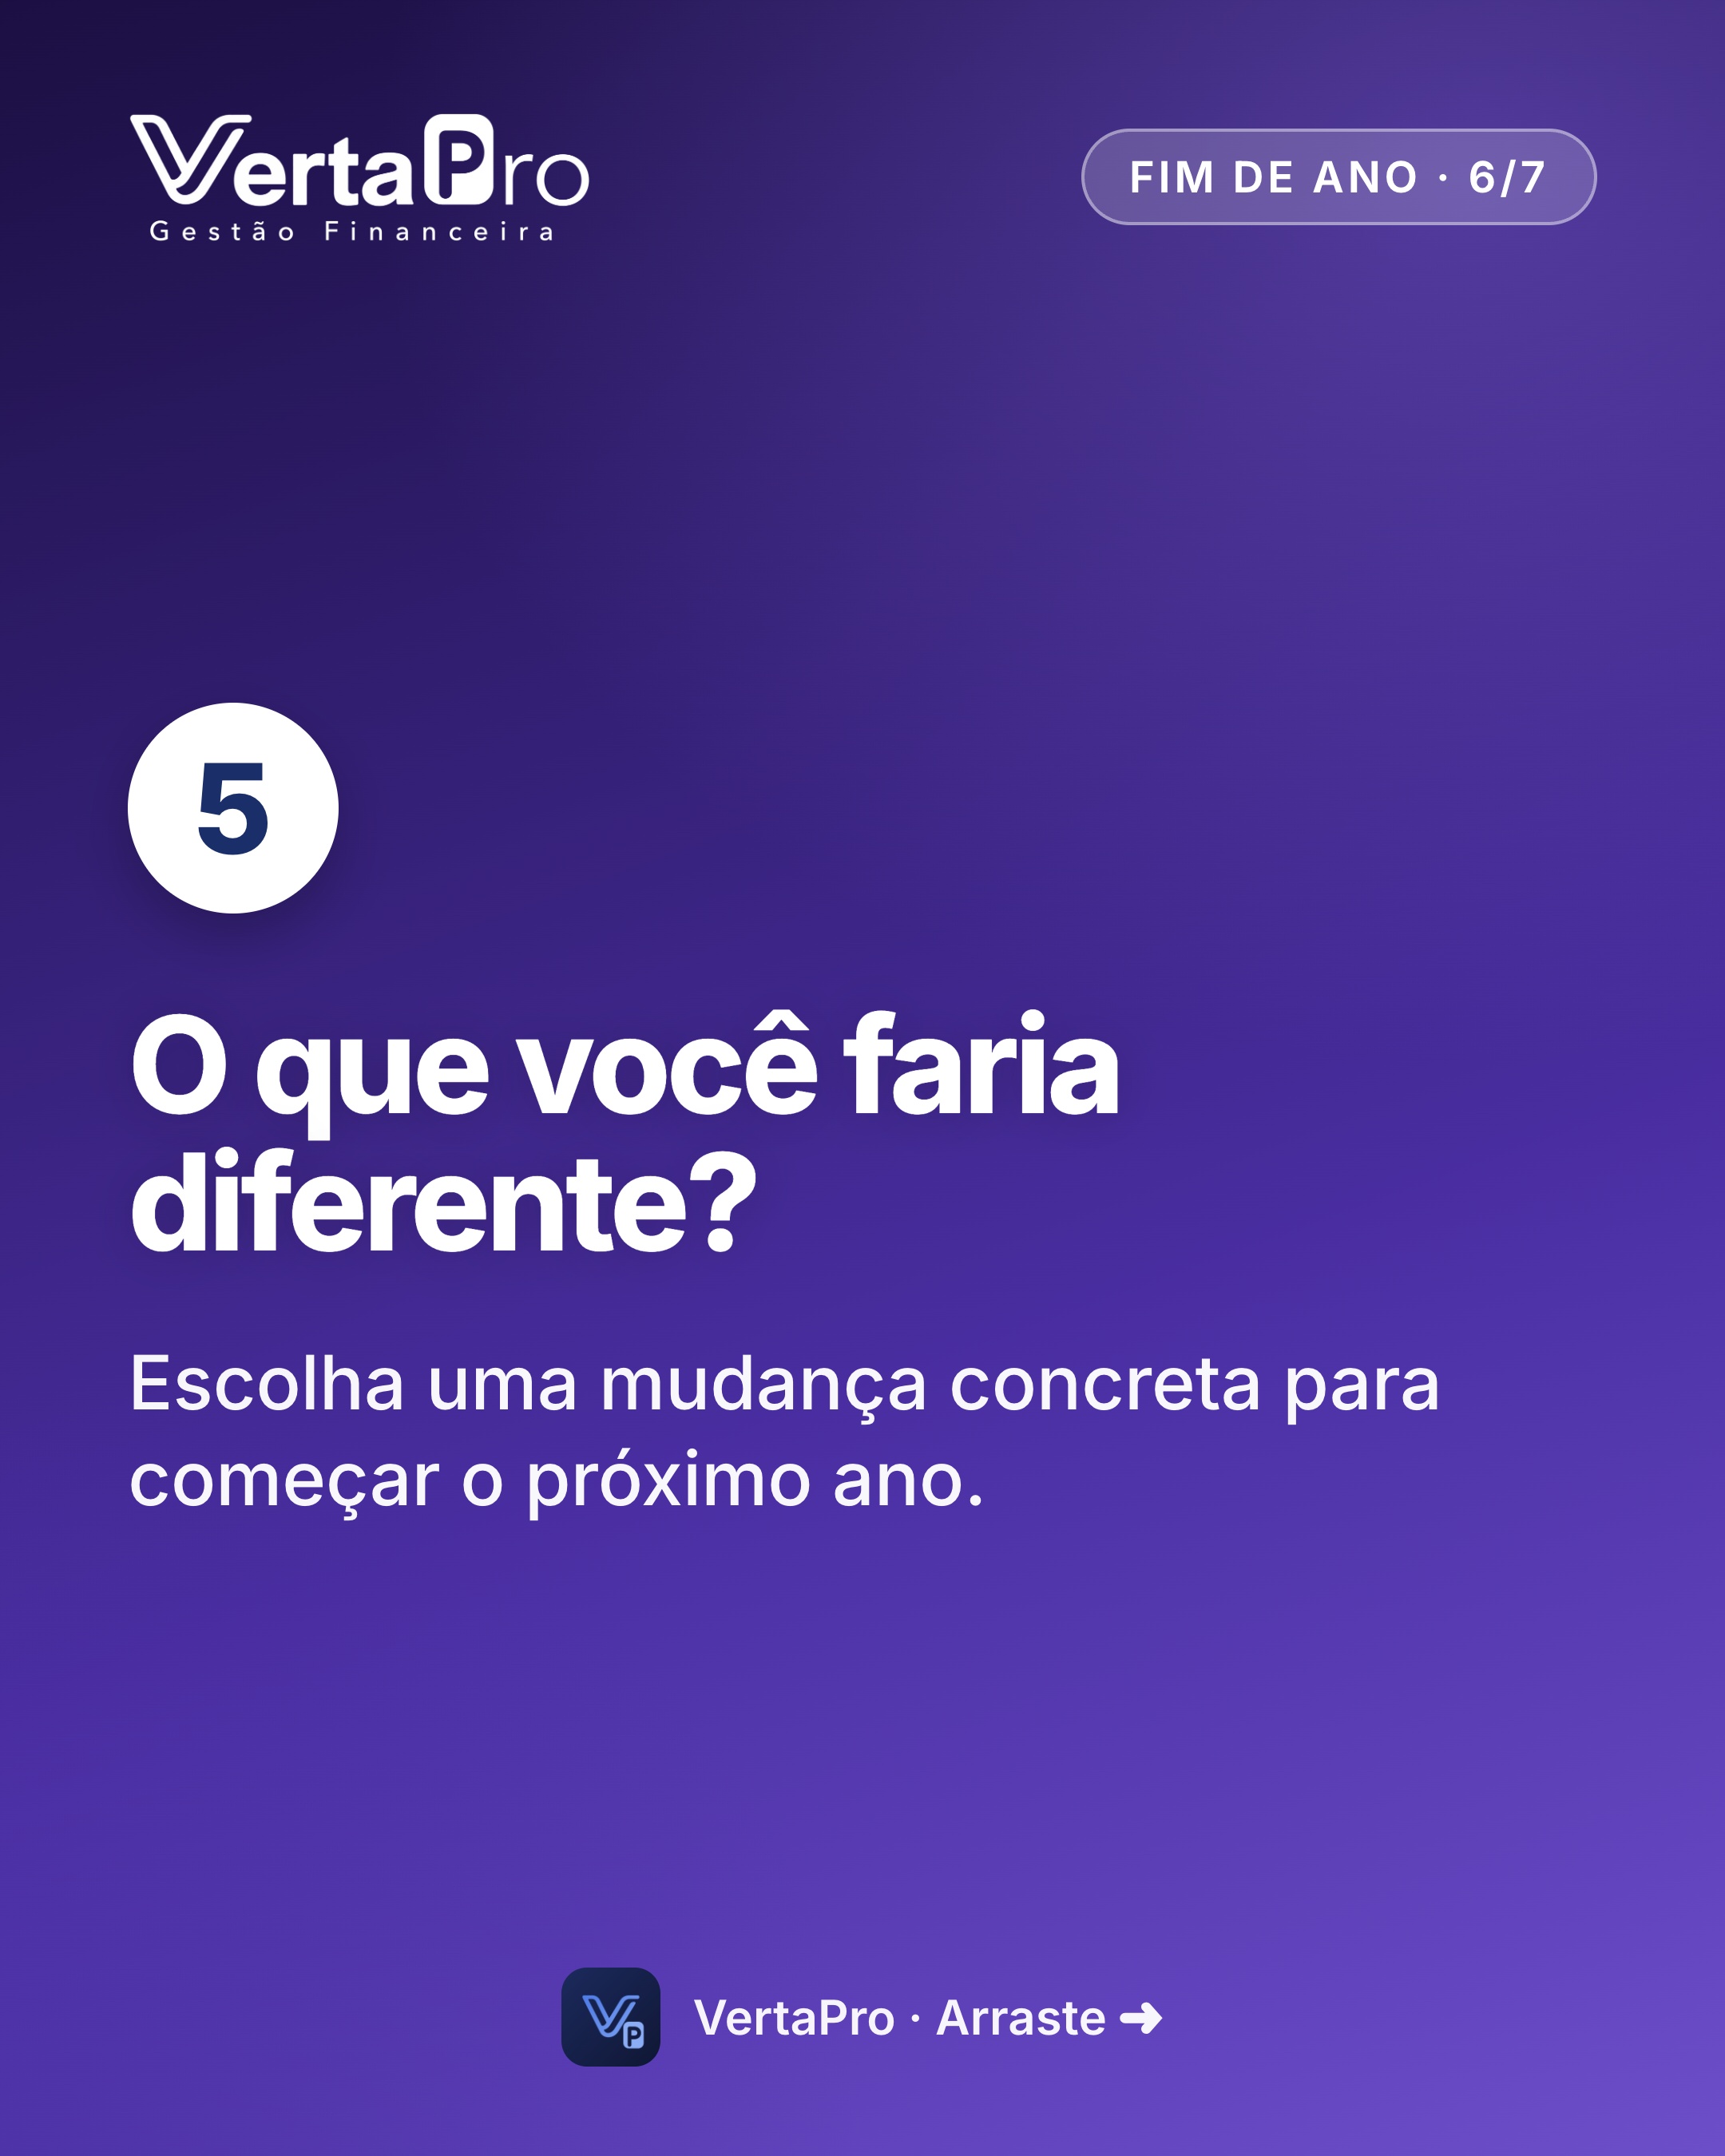 VertaPro
Gestão Financeira
FIM DE ANO · 6/7
5
O que você faria
diferente?
Escolha uma mudança concreta para
começar o próximo ano.
VP
VertaPro · Arraste ➔